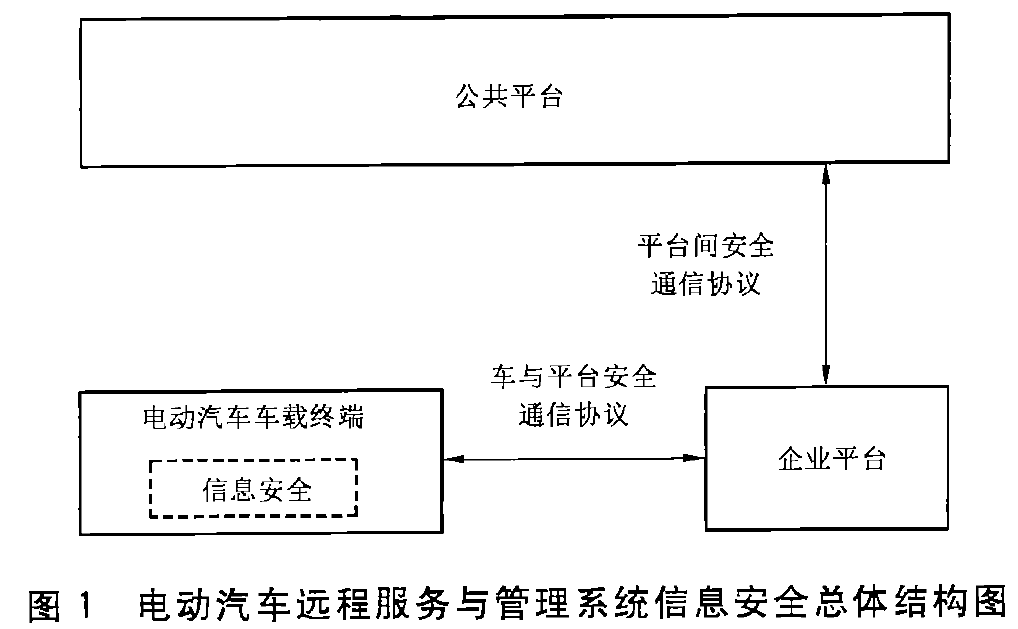 公共平台
平台间安全
通信协议
车与平台安全
通信协议
电动汽车车载终端
信息安全
企业平台
图 1 电动汽车远程服务与管理系统信息安全总体结构图